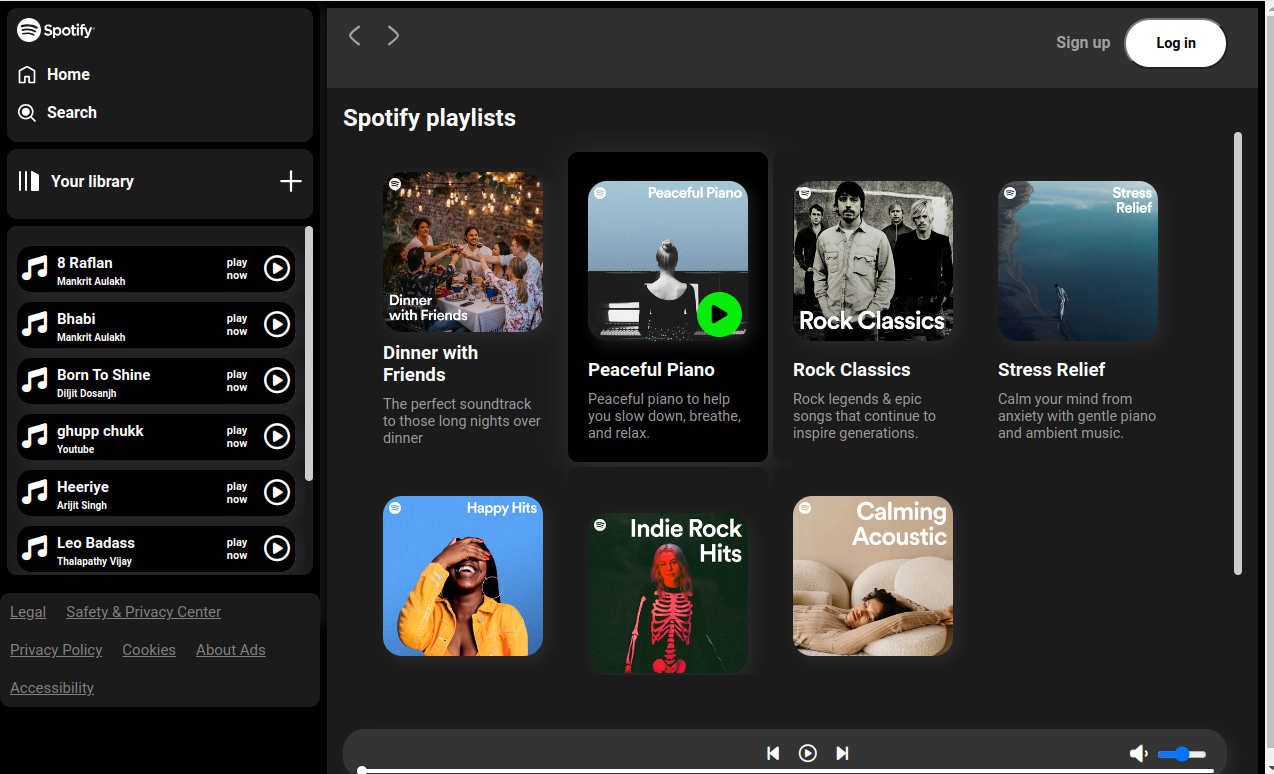 Spotify
Home
Search
Your library
8 Raflan
Mankrit Aulakh
play
now
Bhabi
Mankrit Aulakh
play
now
Born To Shine
Diljit Dosanjh
play
now
ghupp chukk
Youtube
play
now
Heeriye
Arijit Singh
play
now
Leo Badass
Thalapathy Vijay
play
now
Legal Safety & Privacy Center
Privacy Policy Cookies About Ads
Accessibility
Sign up
Log in
Spotify playlists
Dinner
with Friends
Dinner with
Friends
The perfect soundtrack
to those long nights over
dinner
Peaceful Piano
Peaceful Piano
Peaceful piano to help
you slow down, breathe,
and relax.
Rock Classics
Rock Classics
Rock legends & epic
songs that continue to
inspire generations.
Stress
Relief
Stress Relief
Calm your mind from
anxiety with gentle piano
and ambient music.
Happy Hits
Indie Rock
Hits
Calming
Acoustic